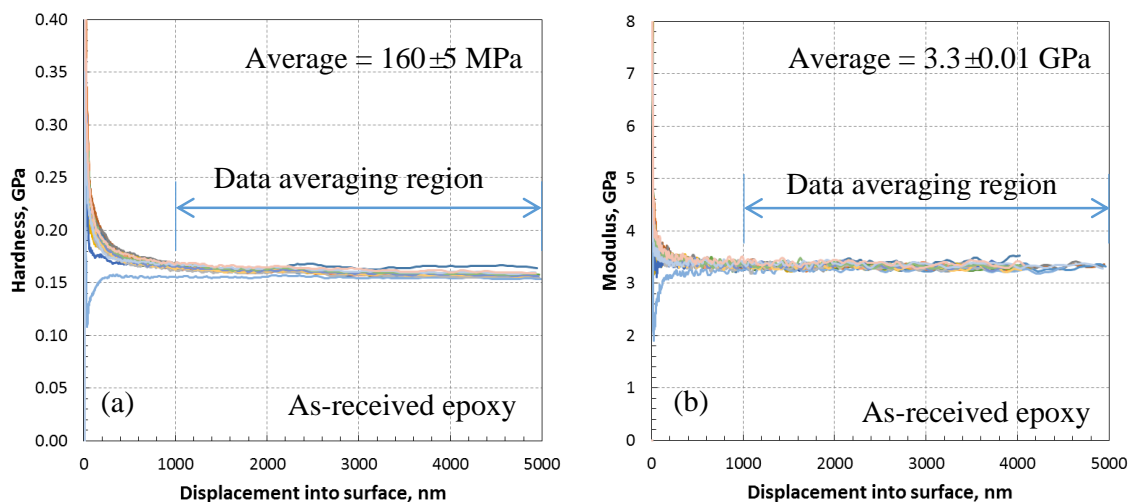 0.40
0.35
0.30
0.25
0.20
0.15
0.10
0.05
0.00
Hardness, GPa
Average = 160±5 MPa
Data averaging region
(a)
As-received epoxy
0 1000 2000 3000 4000 5000
Displacement into surface, nm
8
7
6
5
4
3
2
1
0
Modulus, GPa
Average = 3.3±0.01 GPa
Data averaging region
(b)
As-received epoxy
0 1000 2000 3000 4000 5000
Displacement into surface, nm